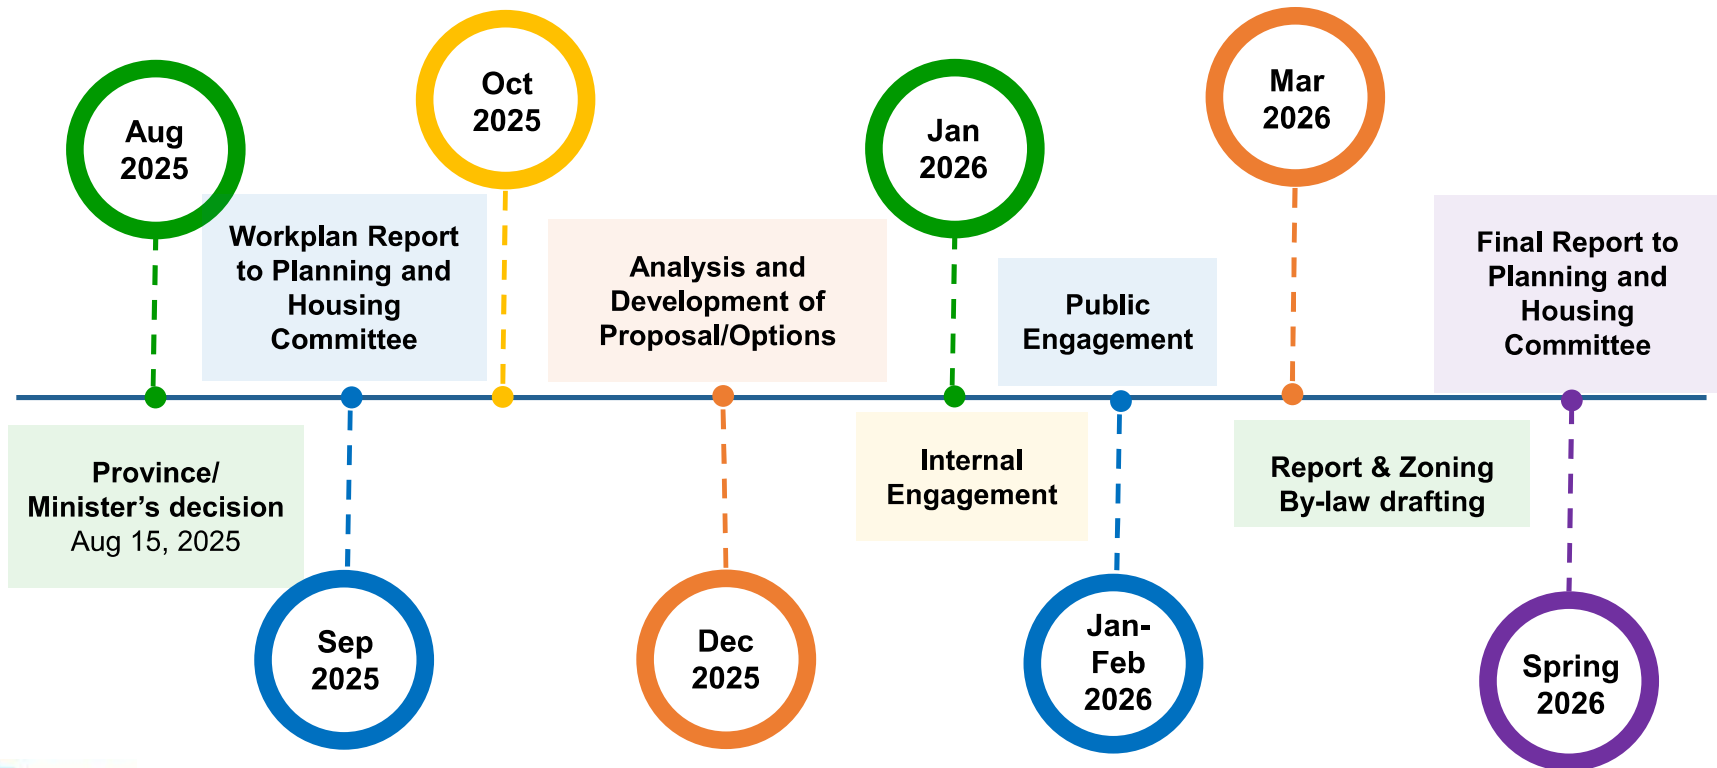 Aug
2025
Province/
Minister's decision
Aug 15, 2025
Workplan Report
to Planning and
Housing
Committee
Sep
2025
Oct
2025
Analysis and
Development of
Proposal/Options
Dec
2025
Jan
2026
Internal
Engagement
Public
Engagement
Jan-
Feb
2026
Mar
2026
Report & Zoning
By-law drafting
Final Report to
Planning and
Housing
Committee
Spring
2026